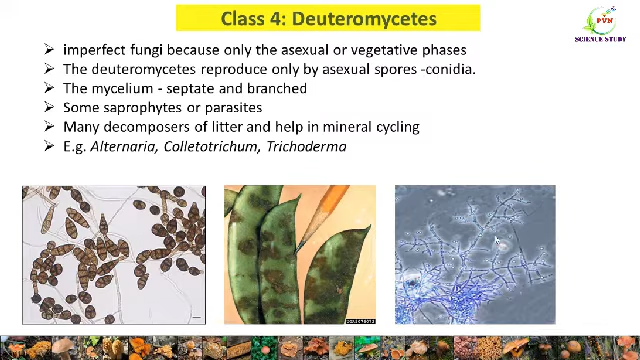 Class 4: Deuteromycetes
PVN
SCIENCE STUDY
imperfect fungi because only the asexual or vegetative phases
The deuteromycetes reproduce only by asexual spores -conidia.
The mycelium - septate and branched
Some saprophytes or parasites
Many decomposers of litter and help in mineral cycling
E.g. Alternaria, Colletotrichum, Trichoderma